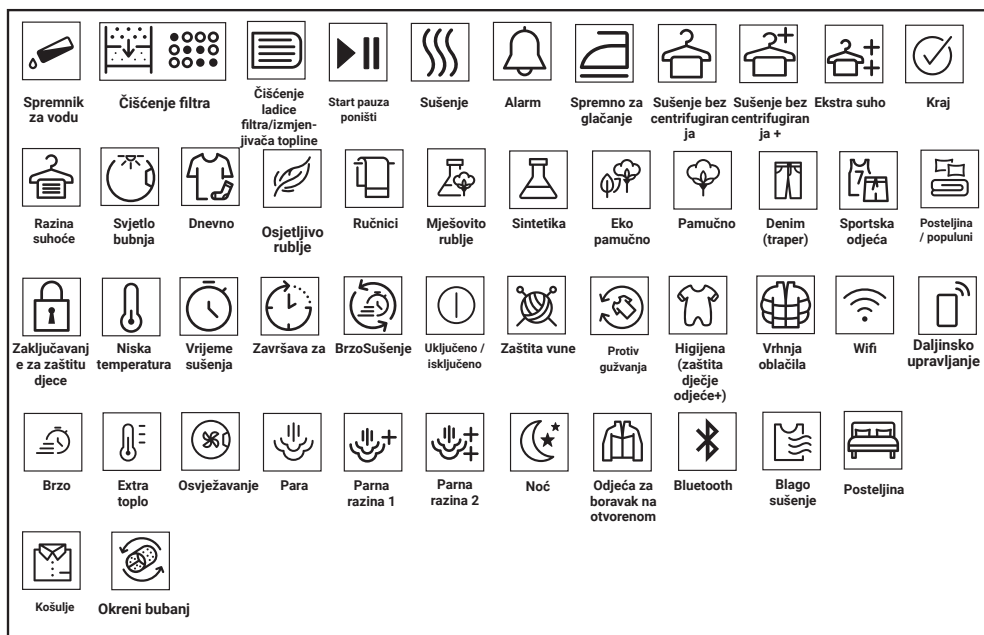 Spremnik
za vodu
Čišćenje filtra
Čišćenje
ladice
filtra/izmjen-
jivača topline
Start pauza
poništi
Sušenje
Alarm
Spremno za
glačanje
Sušenje bez
centrifugiran
ja
Sušenje bez
centrifugiran
ja +
Ekstra suho
Kraj
Razina
suhoće
Svjetlo
bubnja
Dnevno
Osjetljivo
rublje
Ručnici
Mješovito
rublje
Sintetika
Eko
pamučno
Pamučno
Denim
(traper)
Sportska
odjeća
Posteljina
/ populuni
Zaključavanj
e za zaštitu
djece
Niska
temperatura
Vrijeme
sušenja
Završava za
BrzoSušenje
Uključeno /
isključeno
Zaštita vune
Protiv
gužvanja
Higijena
(zaštita
dječje
odjeće+)
Vrhnja
oblačila
Wifi
Daljinsko
upravljanje
Brzo
Extra
toplo
Osvježavanje
Para
Parna
razina 1
Parna
razina 2
Noć
Odjeća za
boravak na
otvorenom
Bluetooth
Blago
sušenje
Posteljina
Košulje
Okreni bubanj